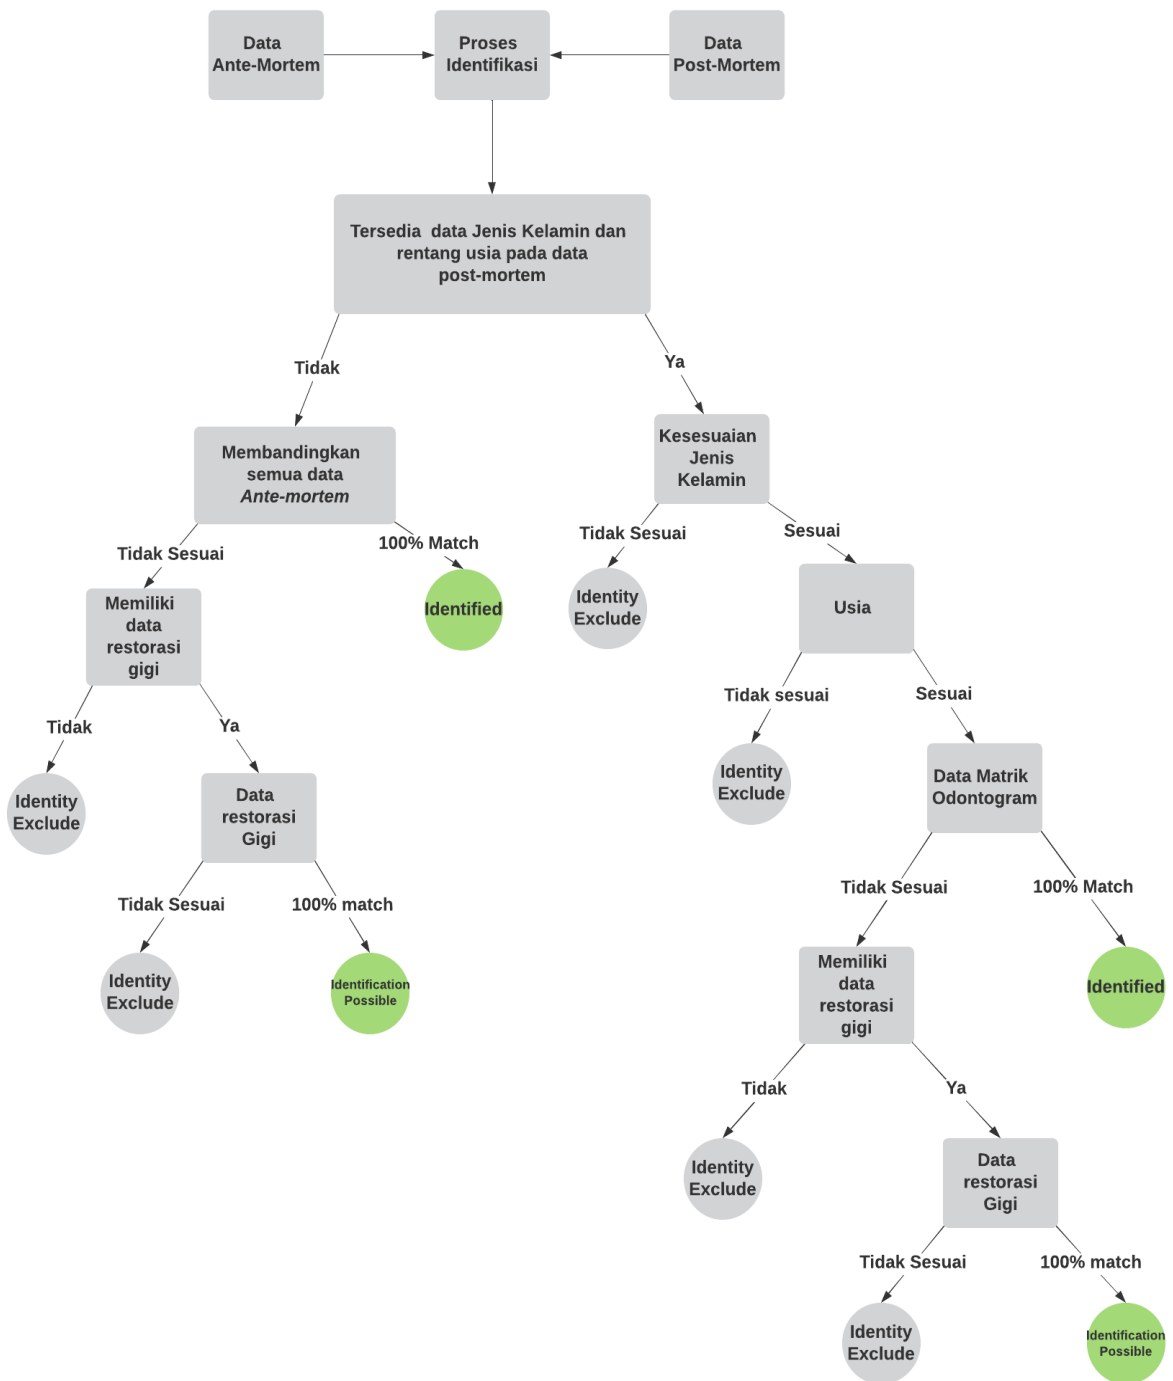 Data
Ante-Mortem
Proses
Identifikasi
Data
Post-Mortem
Tersedia data Jenis Kelamin dan
rentang usia pada data
post-mortem
Tidak
Ya
Membandingkan
semua data
Ante-mortem
Kesesuaian
Jenis
Kelamin
Tidak Sesuai
100% Match
Tidak Sesuai
Sesuai
Memiliki
data
restorasi
gigi
Identified
Identity
Exclude
Usia
Tidak
Ya
Tidak sesuai
Sesuai
Identity
Exclude
Data
restorasi
Gigi
Identity
Exclude
Data Matrik
Odontogram
Tidak Sesuai
100% match
Tidak Sesuai
100% Match
Identity
Exclude
Identification
Possible
Memiliki
data
restorasi
gigi
Identified
Tidak
Ya
Identity
Exclude
Data
restorasi
Gigi
Tidak Sesuai
100% match
Identity
Exclude
Identification
Possible